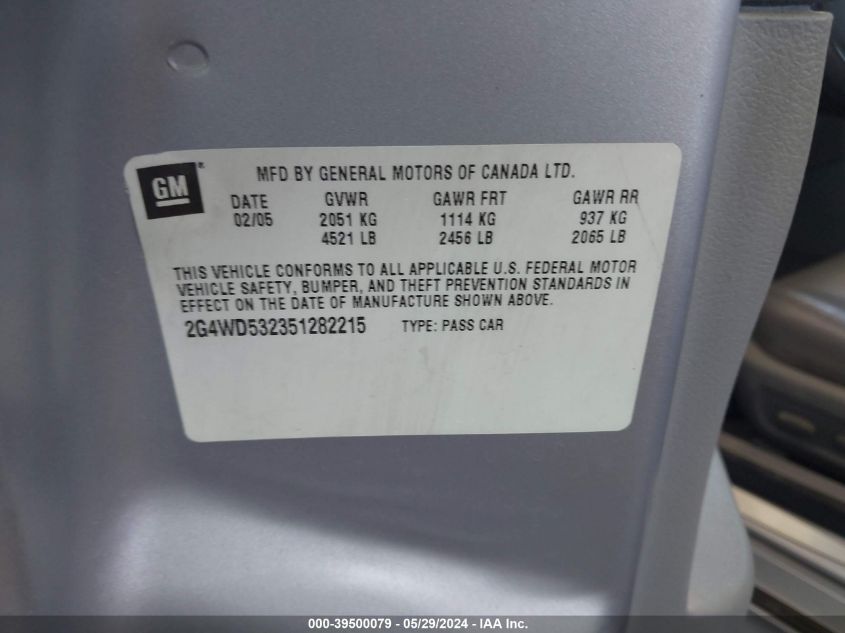 GM® MFD BY GENERAL MOTORS OF CANADA LTD.
DATE GVWR GAWR FRT GAWR RR
02/05 2051 KG 1114 KG 937 KG
4521 LB 2456 LB 2065 LB
THIS VEHICLE CONFORMS TO ALL APPLICABLE U.S. FEDERAL MOTOR
VEHICLE SAFETY, BUMPER, AND THEFT PREVENTION STANDARDS IN
EFFECT ON THE DATE OF MANUFACTURE SHOWN ABOVE.
2G4WD532351282215 TYPE: PASS CAR
000-39500079 — 05/29/2024 — IAA Inc.